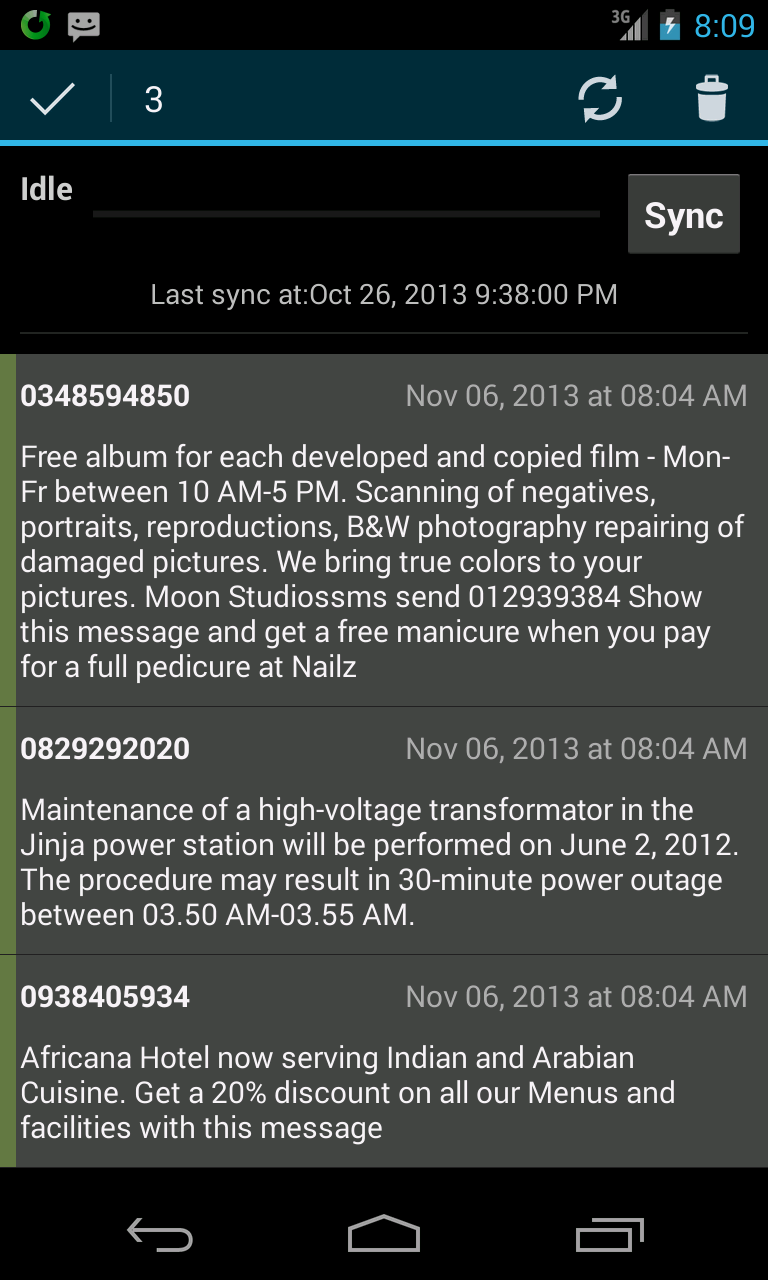 3G 8:09
3
Idle
Sync
Last sync at:Oct 26, 2013 9:38:00 PM
0348594850 Nov 06, 2013 at 08:04 AM
Free album for each developed and copied film - Mon-
Fr between 10 AM-5 PM. Scanning of negatives,
portraits, reproductions, B&W photography repairing of
damaged pictures. We bring true colors to your
pictures. Moon Studiossms send 012939384 Show
this message and get a free manicure when you pay
for a full pedicure at Nailz
0829292020 Nov 06, 2013 at 08:04 AM
Maintenance of a high-voltage transformator in the
Jinja power station will be performed on June 2, 2012.
The procedure may result in 30-minute power outage
between 03.50 AM-03.55 AM.
0938405934 Nov 06, 2013 at 08:04 AM
Africana Hotel now serving Indian and Arabian
Cuisine. Get a 20% discount on all our Menus and
facilities with this message